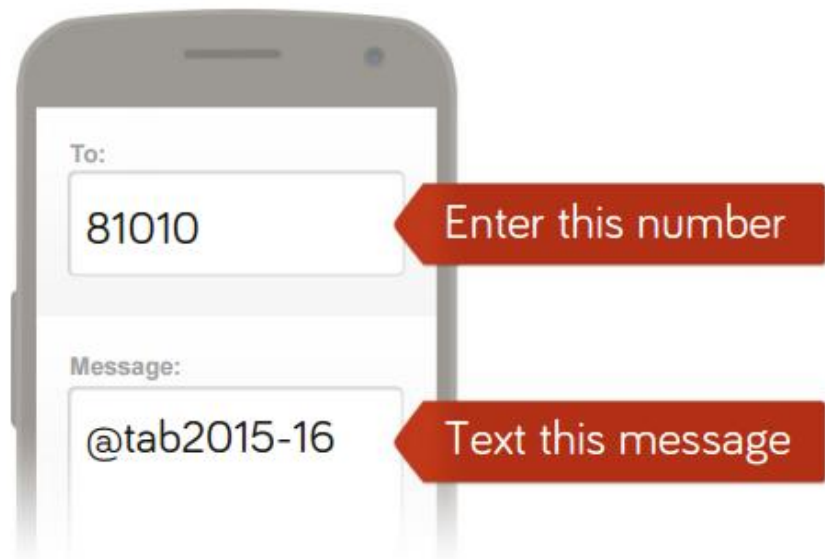 To:
81010
Enter this number
Message:
@tab2015-16
Text this message